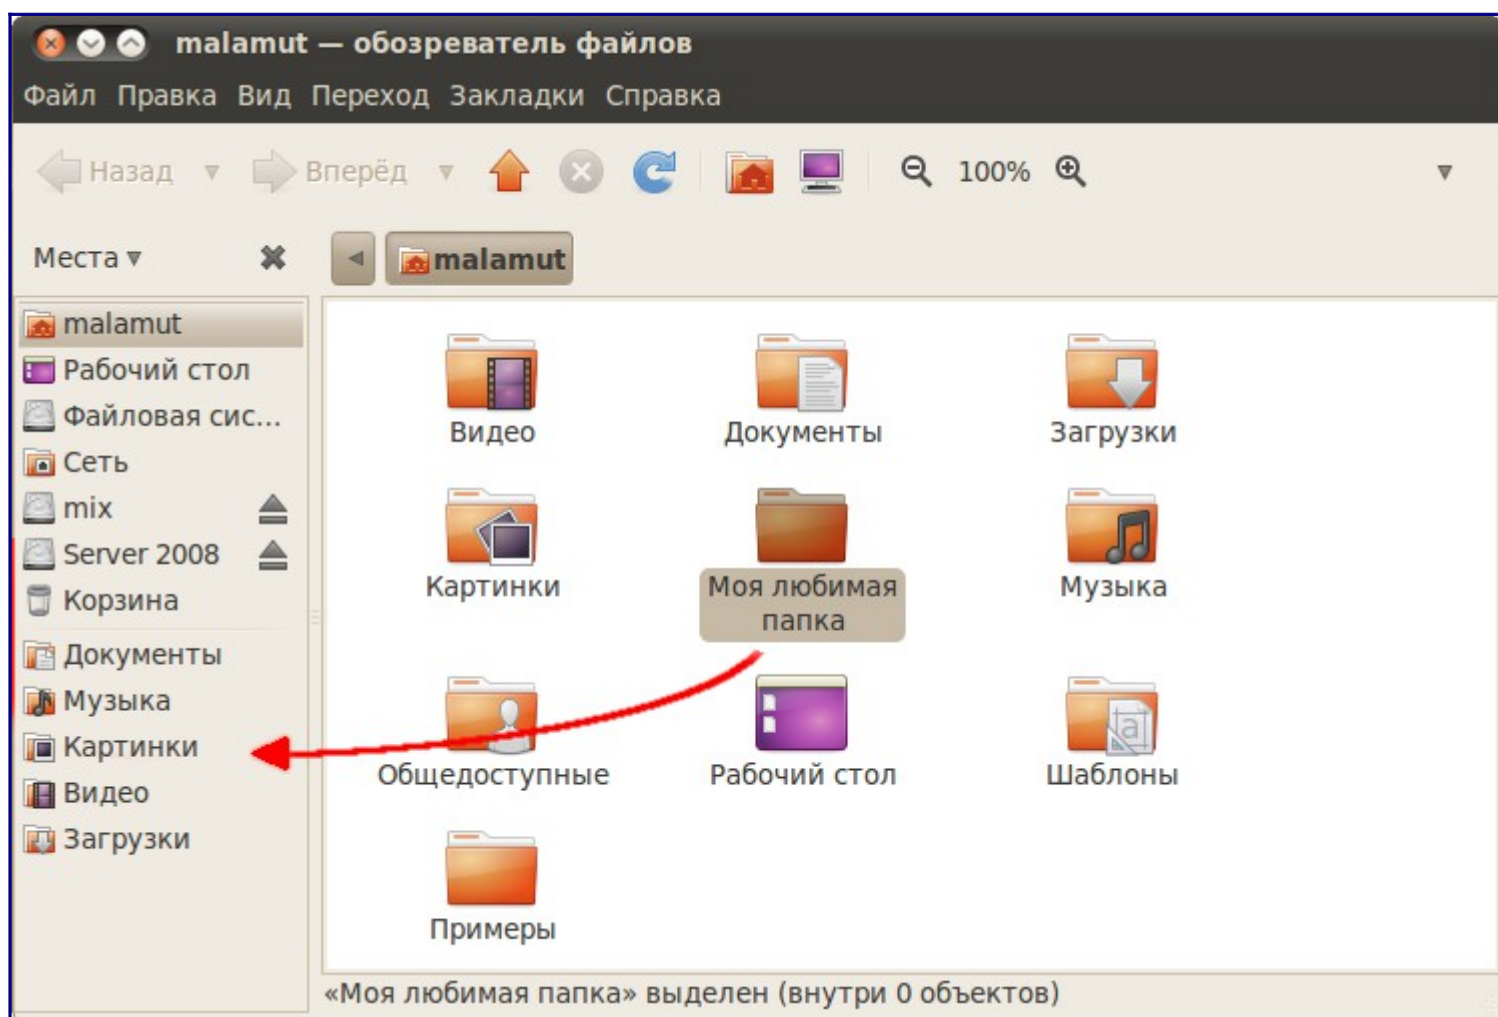 malamut — обозреватель файлов
Файл Правка Вид Переход Закладки Справка
Назад Вперёд 100%
Места
malamut
malamut
Рабочий стол
Файловая сис...
Сеть
mix
Server 2008
Корзина
Документы
Музыка
Картинки
Видео
Загрузки
Видео Документы Загрузки
Картинки Моя любимая Музыка
папка
Общедоступные Рабочий стол Шаблоны
Примеры
«Моя любимая папка» выделен (внутри 0 объектов)